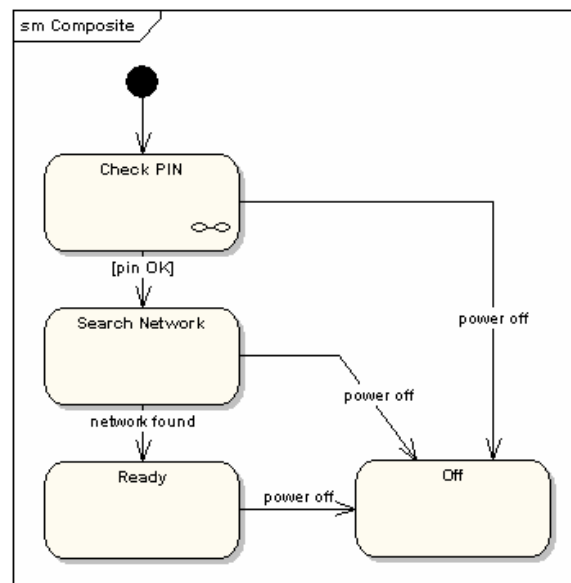 sm Composite
Check PIN
[pin OK]
Search Network
power off
power off
network found
Ready
Off
power off